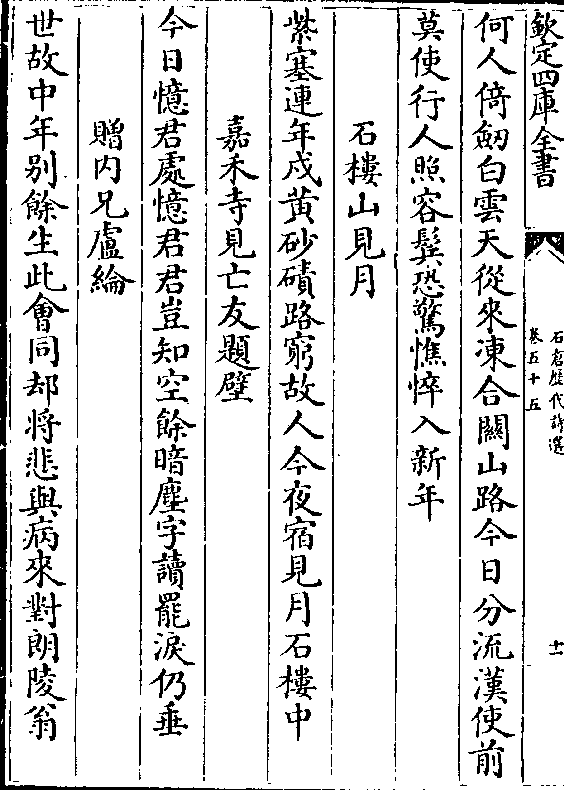 欽定四庫全書
石倉歷代詩選
卷五十五
十一
何人倚劒白雲天從來凍合關山路今日分流漢使前
莫使行人照容鬢恐驚憔悴入新年
石樓山見月
紫塞連年戍黄砂磧路窮故人今夜宿見月石樓中
嘉禾寺見亡友題壁
今日憶君處憶君君豈知空餘暗塵字讀罷淚仍垂
贈内兄盧綸
世故中年别餘生此會同却將悲與病來對朗陵翁